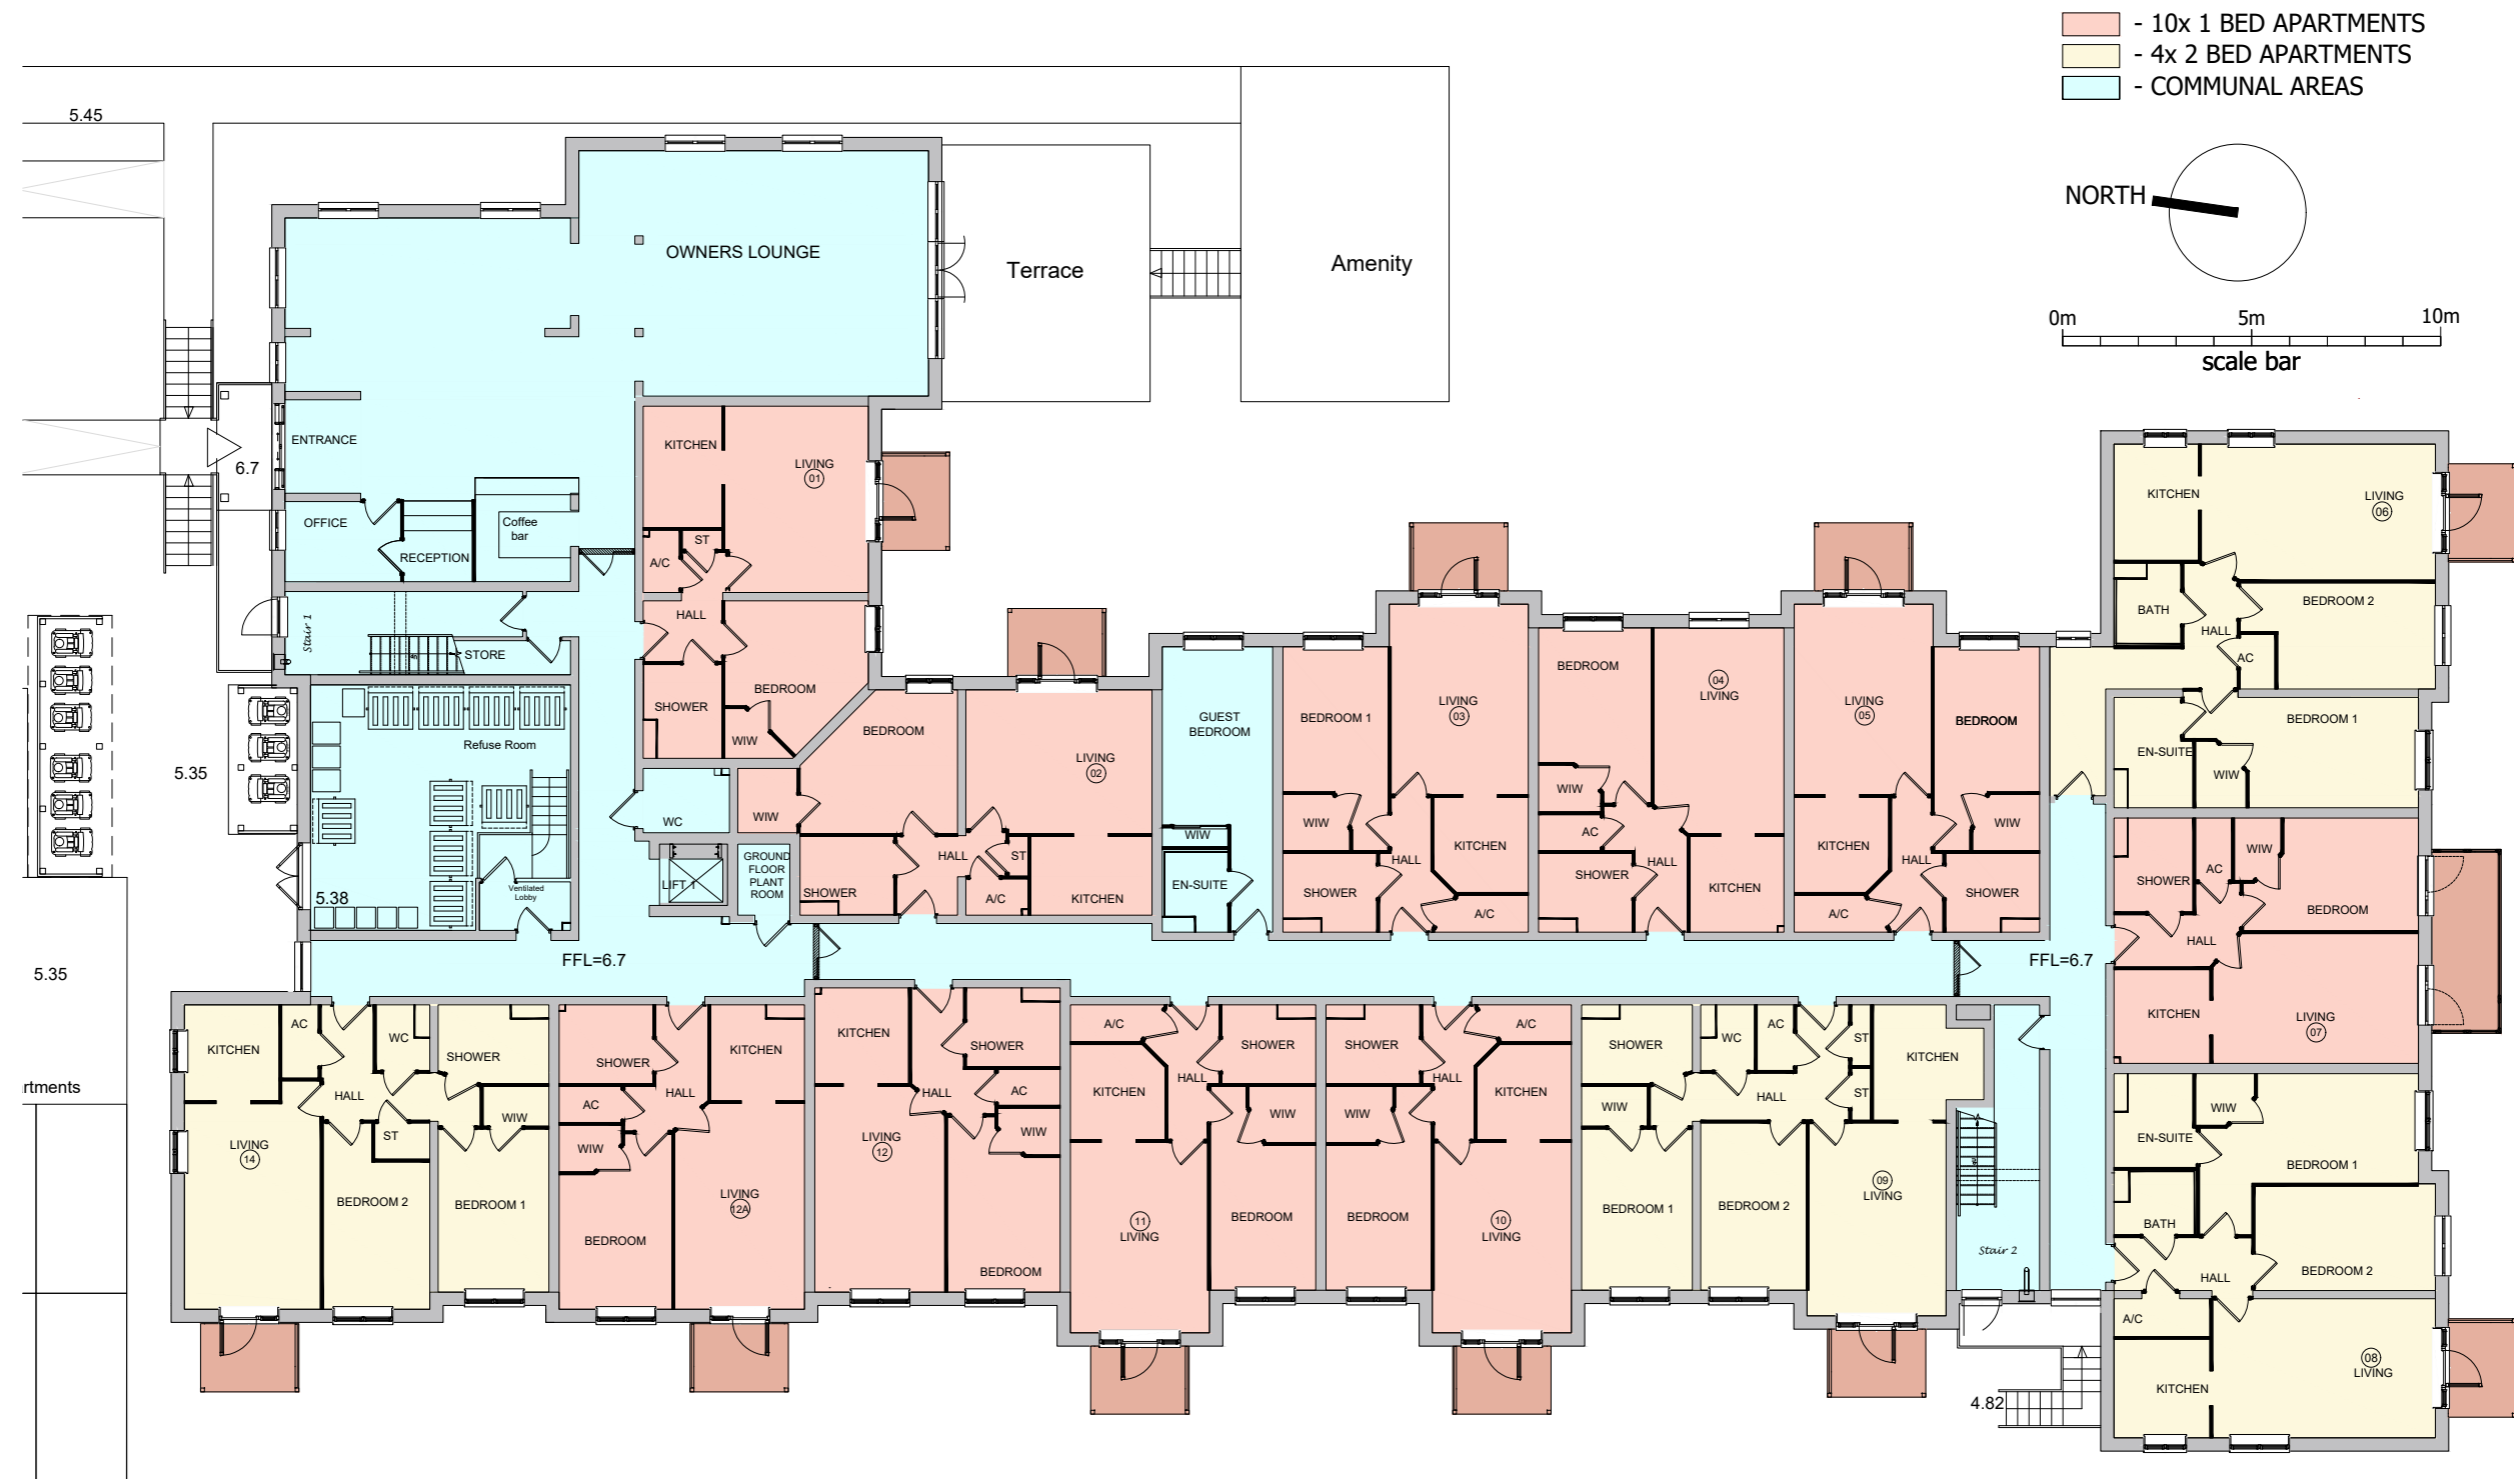 - 10x 1 BED APARTMENTS
- 4x 2 BED APARTMENTS
- COMMUNAL AREAS
NORTH
0m
5m
10m
scale bar
5.45
OWNERS LOUNGE
Terrace
Amenity
ENTRANCE
6.7
OFFICE
RECEPTION
Coffee
bar
Stair 1
STORE
Refuse Room
Ventilated
Lobby
5.38
5.35
5.35
rtments
KITCHEN
LIVING
01
A/C
ST
HALL
SHOWER
BEDROOM
WIW
WC
LIFT 1
GROUND
FLOOR
PLANT
ROOM
WIW
BEDROOM
LIVING
02
SHOWER
HALL
ST
A/C
KITCHEN
GUEST
BEDROOM
WIW
EN-SUITE
BEDROOM 1
LIVING
03
WIW
HALL
KITCHEN
SHOWER
A/C
BEDROOM
04
LIVING
WIW
AC
HALL
SHOWER
KITCHEN
LIVING
05
BEDROOM
WIW
KITCHEN
HALL
SHOWER
A/C
KITCHEN
LIVING
06
BATH
HALL
BEDROOM 2
AC
BEDROOM 1
EN-SUITE
WIW
SHOWER
AC
WIW
BEDROOM
HALL
KITCHEN
LIVING
07
EN-SUITE
WIW
BEDROOM 1
BATH
HALL
BEDROOM 2
A/C
08
LIVING
KITCHEN
FFL=6.7
FFL=6.7
KITCHEN
AC
WC
SHOWER
HALL
WIW
ST
LIVING
14
BEDROOM 2
BEDROOM 1
SHOWER
KITCHEN
AC
HALL
WIW
LIVING
12A
BEDROOM
KITCHEN
SHOWER
HALL
AC
WIW
LIVING
12
BEDROOM
A/C
SHOWER
KITCHEN
HALL
WIW
11
LIVING
BEDROOM
SHOWER
A/C
HALL
KITCHEN
WIW
BEDROOM
10
LIVING
SHOWER
WC
AC
ST
KITCHEN
WIW
HALL
ST
BEDROOM 1
BEDROOM 2
09
LIVING
Stair 2
4.82